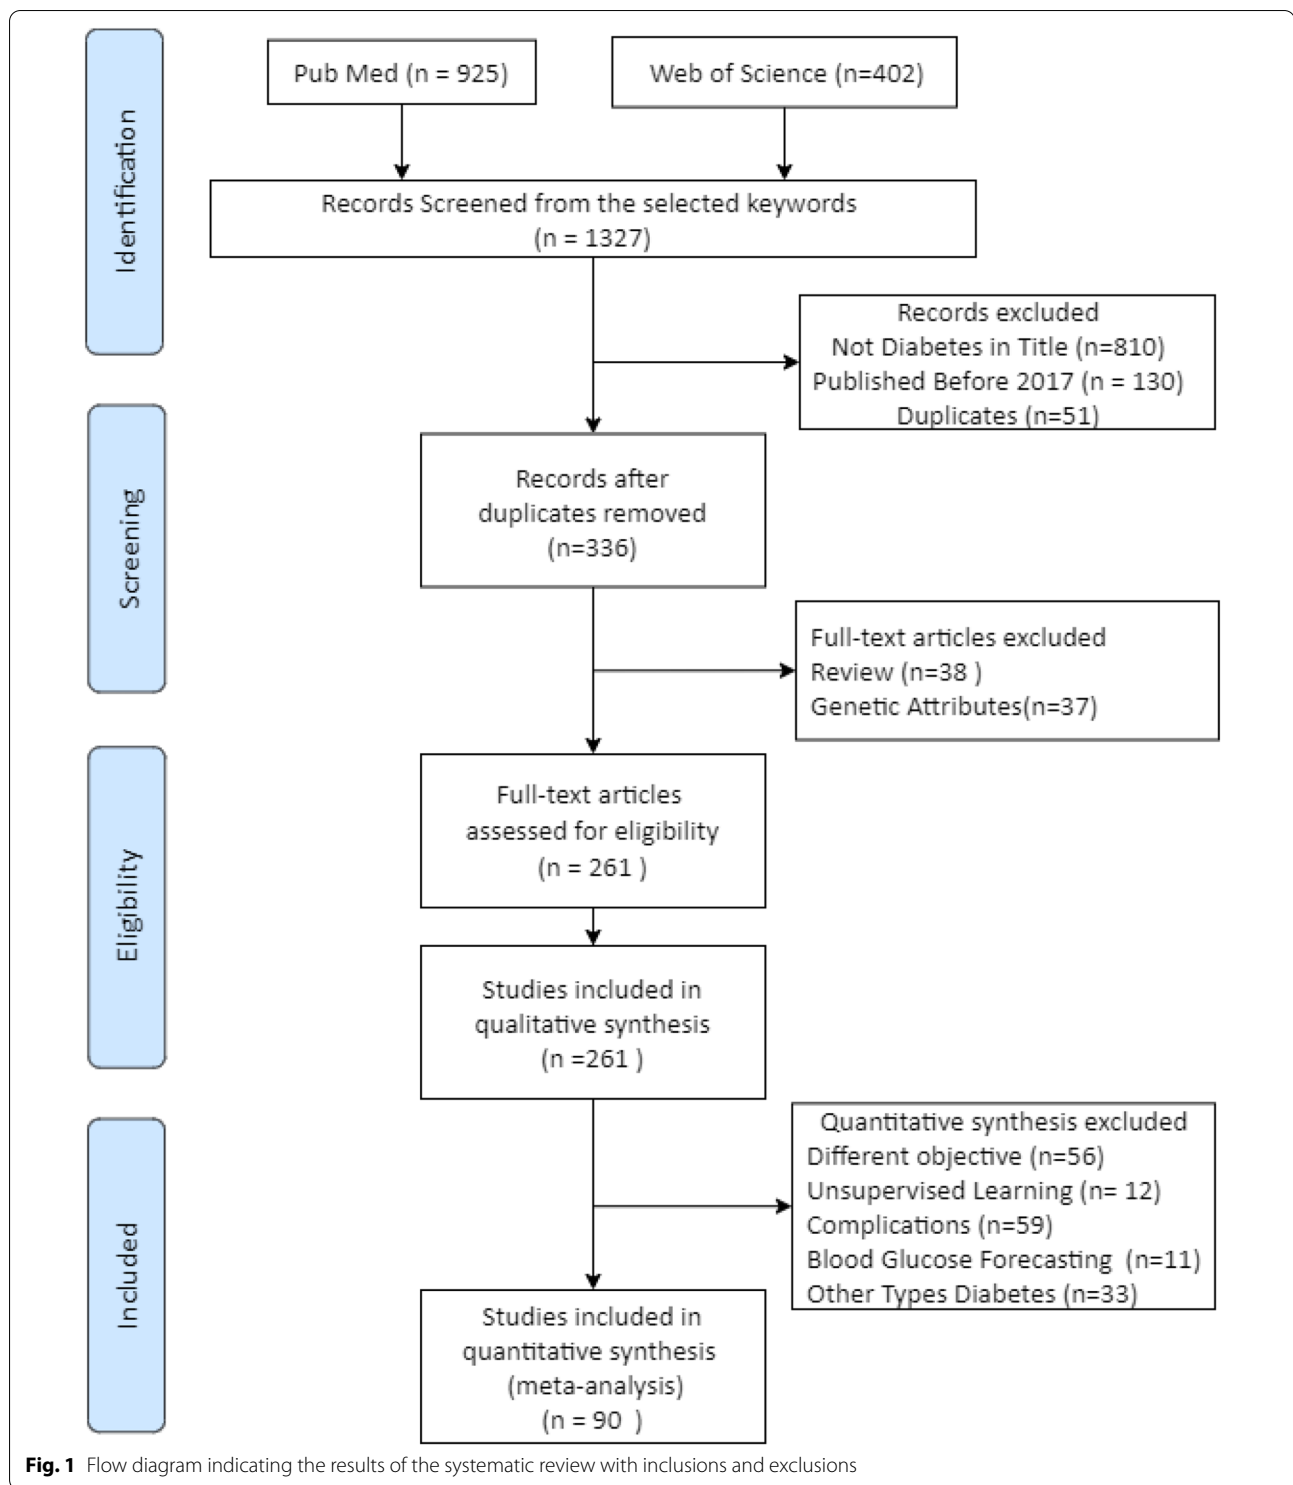 Identification
Pub Med (n = 925)
Web of Science (n=402)
Records Screened from the selected keywords
(n = 1327)
Records excluded
Not Diabetes in Title (n=810)
Published Before 2017 (n = 130)
Duplicates (n=51)
Screening
Records after
duplicates removed
(n=336)
Full-text articles excluded
Review (n=38 )
Genetic Attributes(n=37)
Eligibility
Full-text articles
assessed for eligibility
(n = 261 )
Studies included in
qualitative synthesis
(n =261 )
Included
Quantitative synthesis excluded
Different objective (n=56)
Unsupervised Learning (n= 12)
Complications (n=59)
Blood Glucose Forecasting (n=11)
Other Types Diabetes (n=33)
Studies included in
quantitative synthesis
(meta-analysis)
(n = 90 )
Fig. 1 Flow diagram indicating the results of the systematic review with inclusions and exclusions